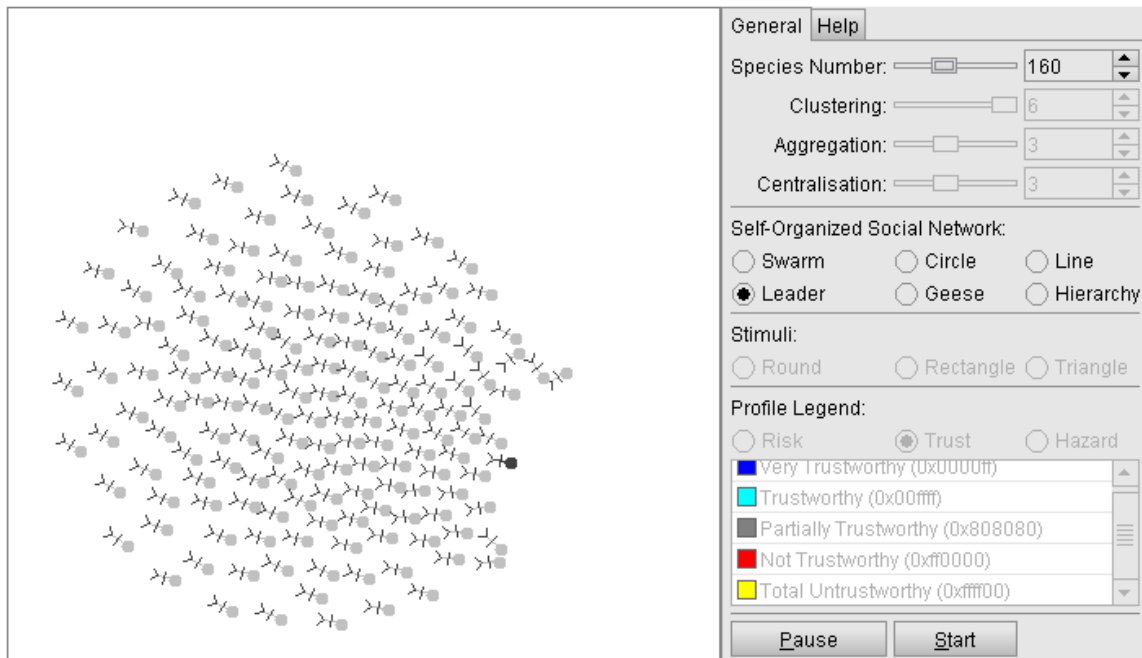 General Help
Species Number: 160
Clustering: 6
Aggregation: 3
Centralisation: 3
Self-Organized Social Network:
Swarm Circle Line
Leader Geese Hierarchy
Stimuli:
Round Rectangle Triangle
Profile Legend:
Risk Trust Hazard
Very Trustworthy (0x0000ff)
Trustworthy (0x00ffff)
Partially Trustworthy (0x808080)
Not Trustworthy (0xff0000)
Total Untrustworthy (0xffff00)
Pause Start